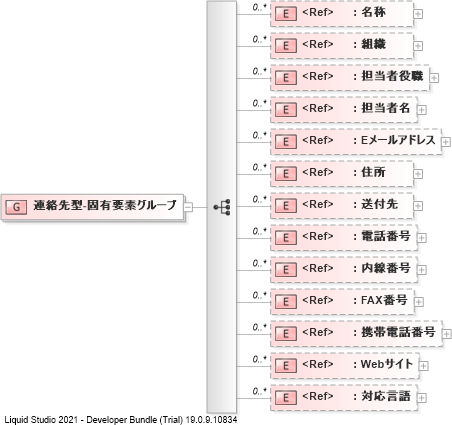 0..*
E <Ref> : 名称
0..*
E <Ref> : 組織
0..*
E <Ref> : 担当者役職
0..*
E <Ref> : 担当者名
0..*
E <Ref> : Eメールアドレス
0..*
E <Ref> : 住所
G 連絡先型-固有要素グループ
0..*
E <Ref> : 送付先
0..*
E <Ref> : 電話番号
0..*
E <Ref> : 内線番号
0..*
E <Ref> : FAX番号
0..*
E <Ref> : 携帯電話番号
0..*
E <Ref> : Webサイト
0..*
E <Ref> : 対応言語
Liquid Studio 2021 - Developer Bundle (Trial) 19.0.9.10834